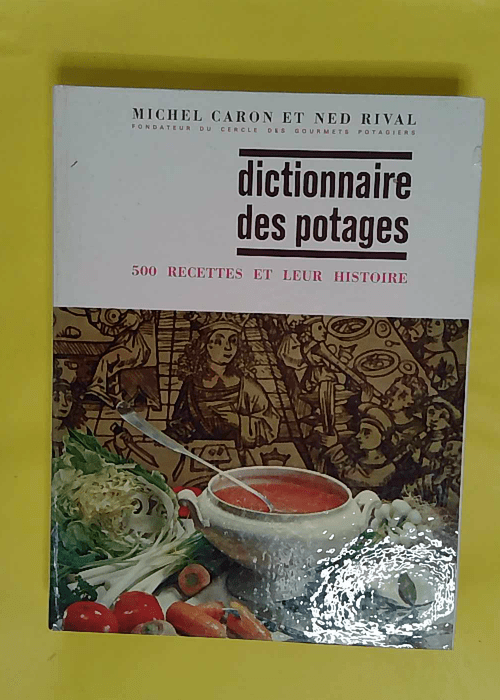 MICHEL CARON ET NED RIVAL
FONDATEUR DU CERCLE DES GOURMETS POTAGIERS
dictionnaire
des potages
500 RECETTES ET LEUR HISTOIRE